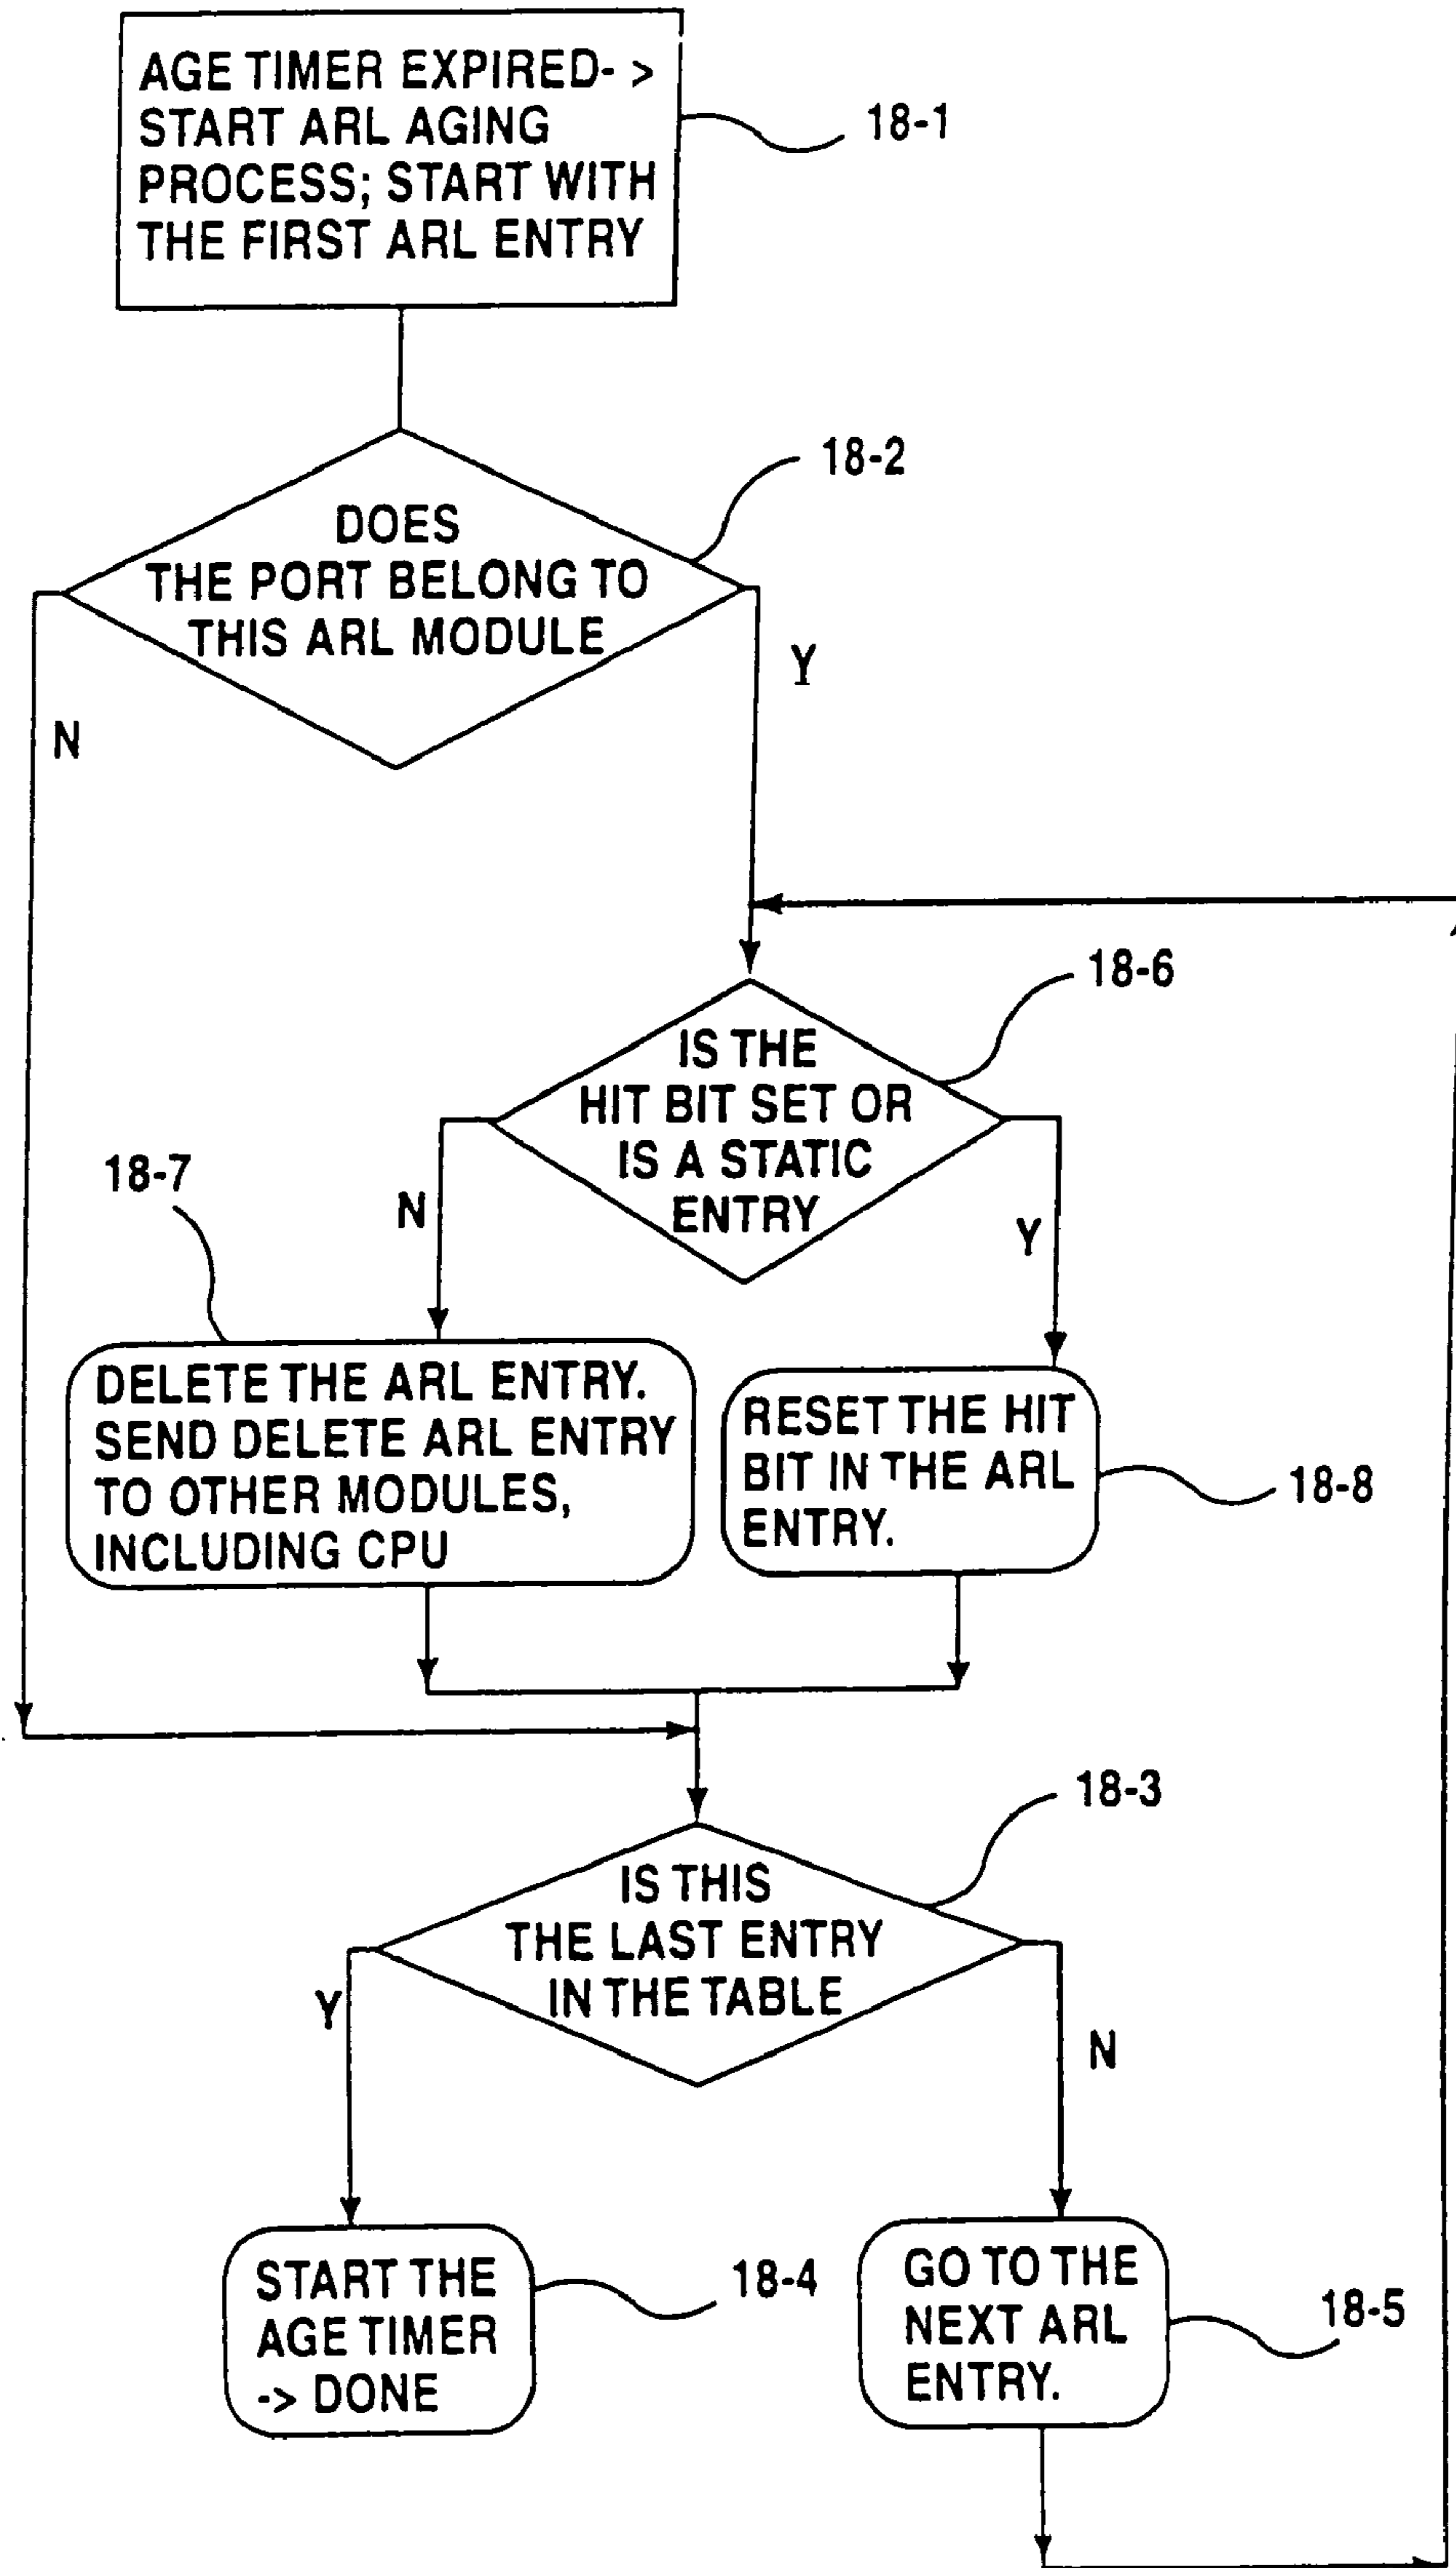 AGE TIMER EXPIRED- >
START ARL AGING
PROCESS; START WITH
THE FIRST ARL ENTRY
18-1
18-2
DOES
THE PORT BELONG TO
THIS ARL MODULE
Y
N
18-6
IS THE
HIT BIT SET OR
IS A STATIC
ENTRY
18-7
N
Y
DELETE THE ARL ENTRY.
SEND DELETE ARL ENTRY
TO OTHER MODULES,
INCLUDING CPU
RESET THE HIT
BIT IN THE ARL
ENTRY.
18-8
18-3
IS THIS
THE LAST ENTRY
IN THE TABLE
Y
N
START THE
AGE TIMER
-> DONE
18-4
GO TO THE
NEXT ARL
ENTRY.
18-5